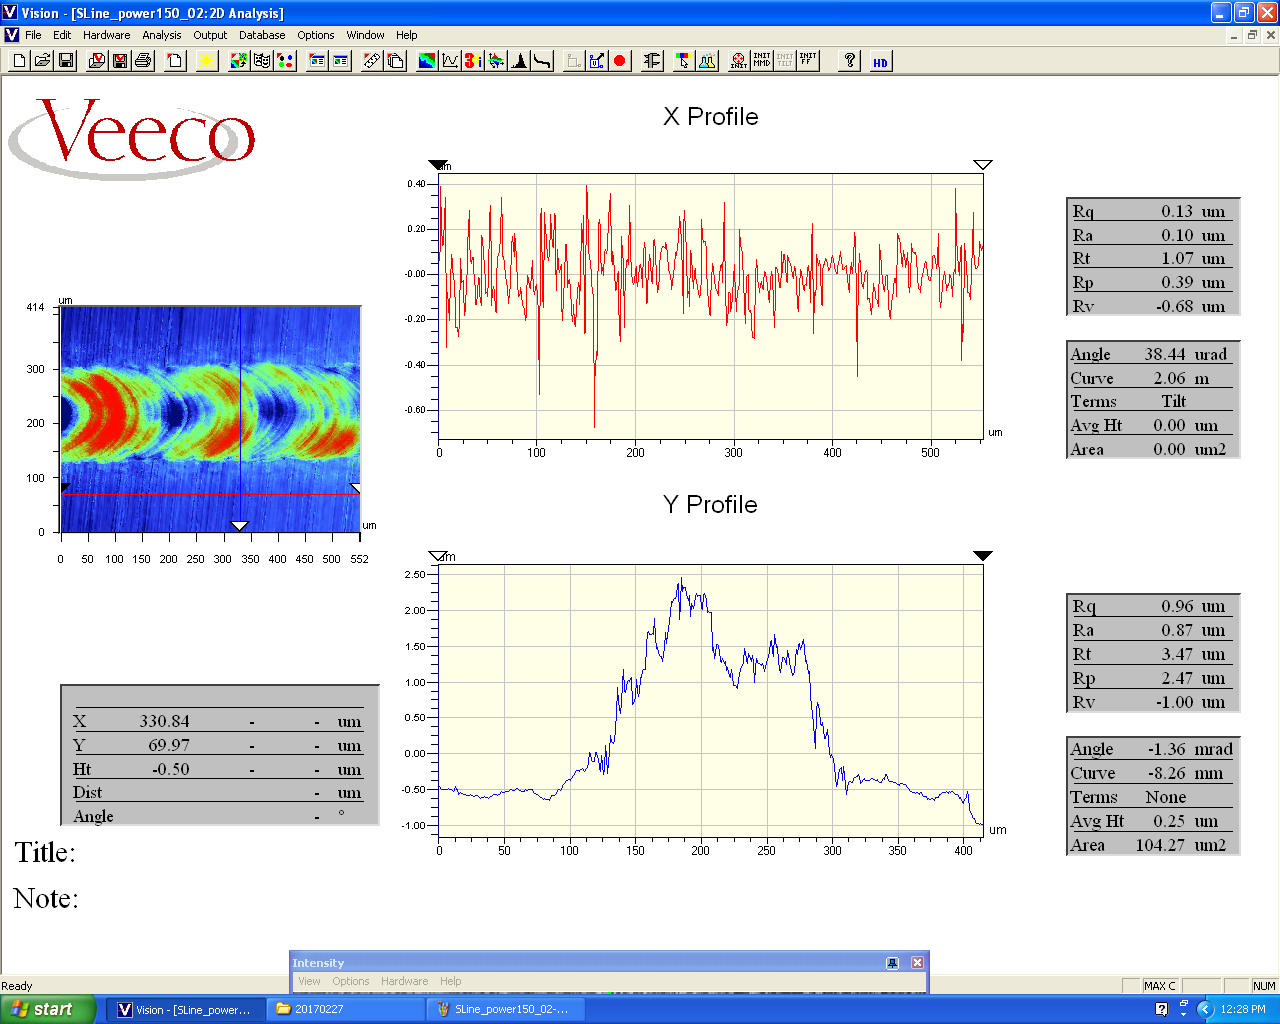 Vision - [SLine_power150_02:2D Analysis]
File Edit Hardware Analysis Output Database Options Window Help
INIT INIT MMD INIT TILT INIT FF ? HD
Veeco
X Profile
um
0.40
0.20
-0.00
-0.20
-0.40
-0.60
0 100 200 300 400 500
um
Rq 0.13 um
Ra 0.10 um
Rt 1.07 um
Rp 0.39 um
Rv -0.68 um
Angle 38.44 urad
Curve 2.06 m
Terms Tilt
Avg Ht 0.00 um
Area 0.00 um2
um
414
300
200
100
0
um
0 50 100 150 200 250 300 350 400 450 500 552
Y Profile
um
2.50
2.00
1.50
1.00
0.50
0.00
-0.50
-1.00
0 50 100 150 200 250 300 350 400
um
Rq 0.96 um
Ra 0.87 um
Rt 3.47 um
Rp 2.47 um
Rv -1.00 um
Angle -1.36 mrad
Curve -8.26 mm
Terms None
Avg Ht 0.25 um
Area 104.27 um2
X 330.84 - - um
Y 69.97 - - um
Ht -0.50 - - um
Dist - um
Angle - °
Title:
Note:
Intensity
View Options Hardware Help
Ready
MAX C NUM
start Vision - [SLine_power... 20170227 SLine_power150_02-... 12:28 PM